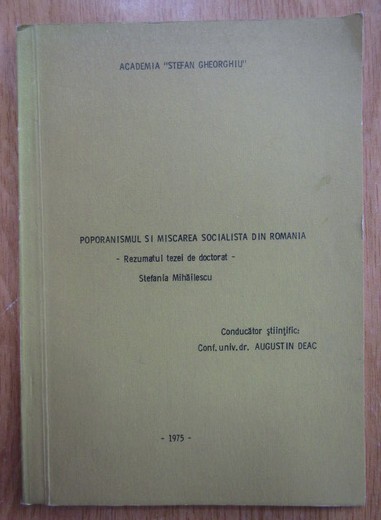 ACADEMIA "STEFAN GHEORGHIU"
POPORANISMUL SI MISCAREA SOCIALISTA DIN ROMANIA
- Rezumatul tezei de doctorat -
Stefania Mihăilescu
Conducător ştiinţific:
Conf.univ.dr. AUGUSTIN DEAC
- 1975 -